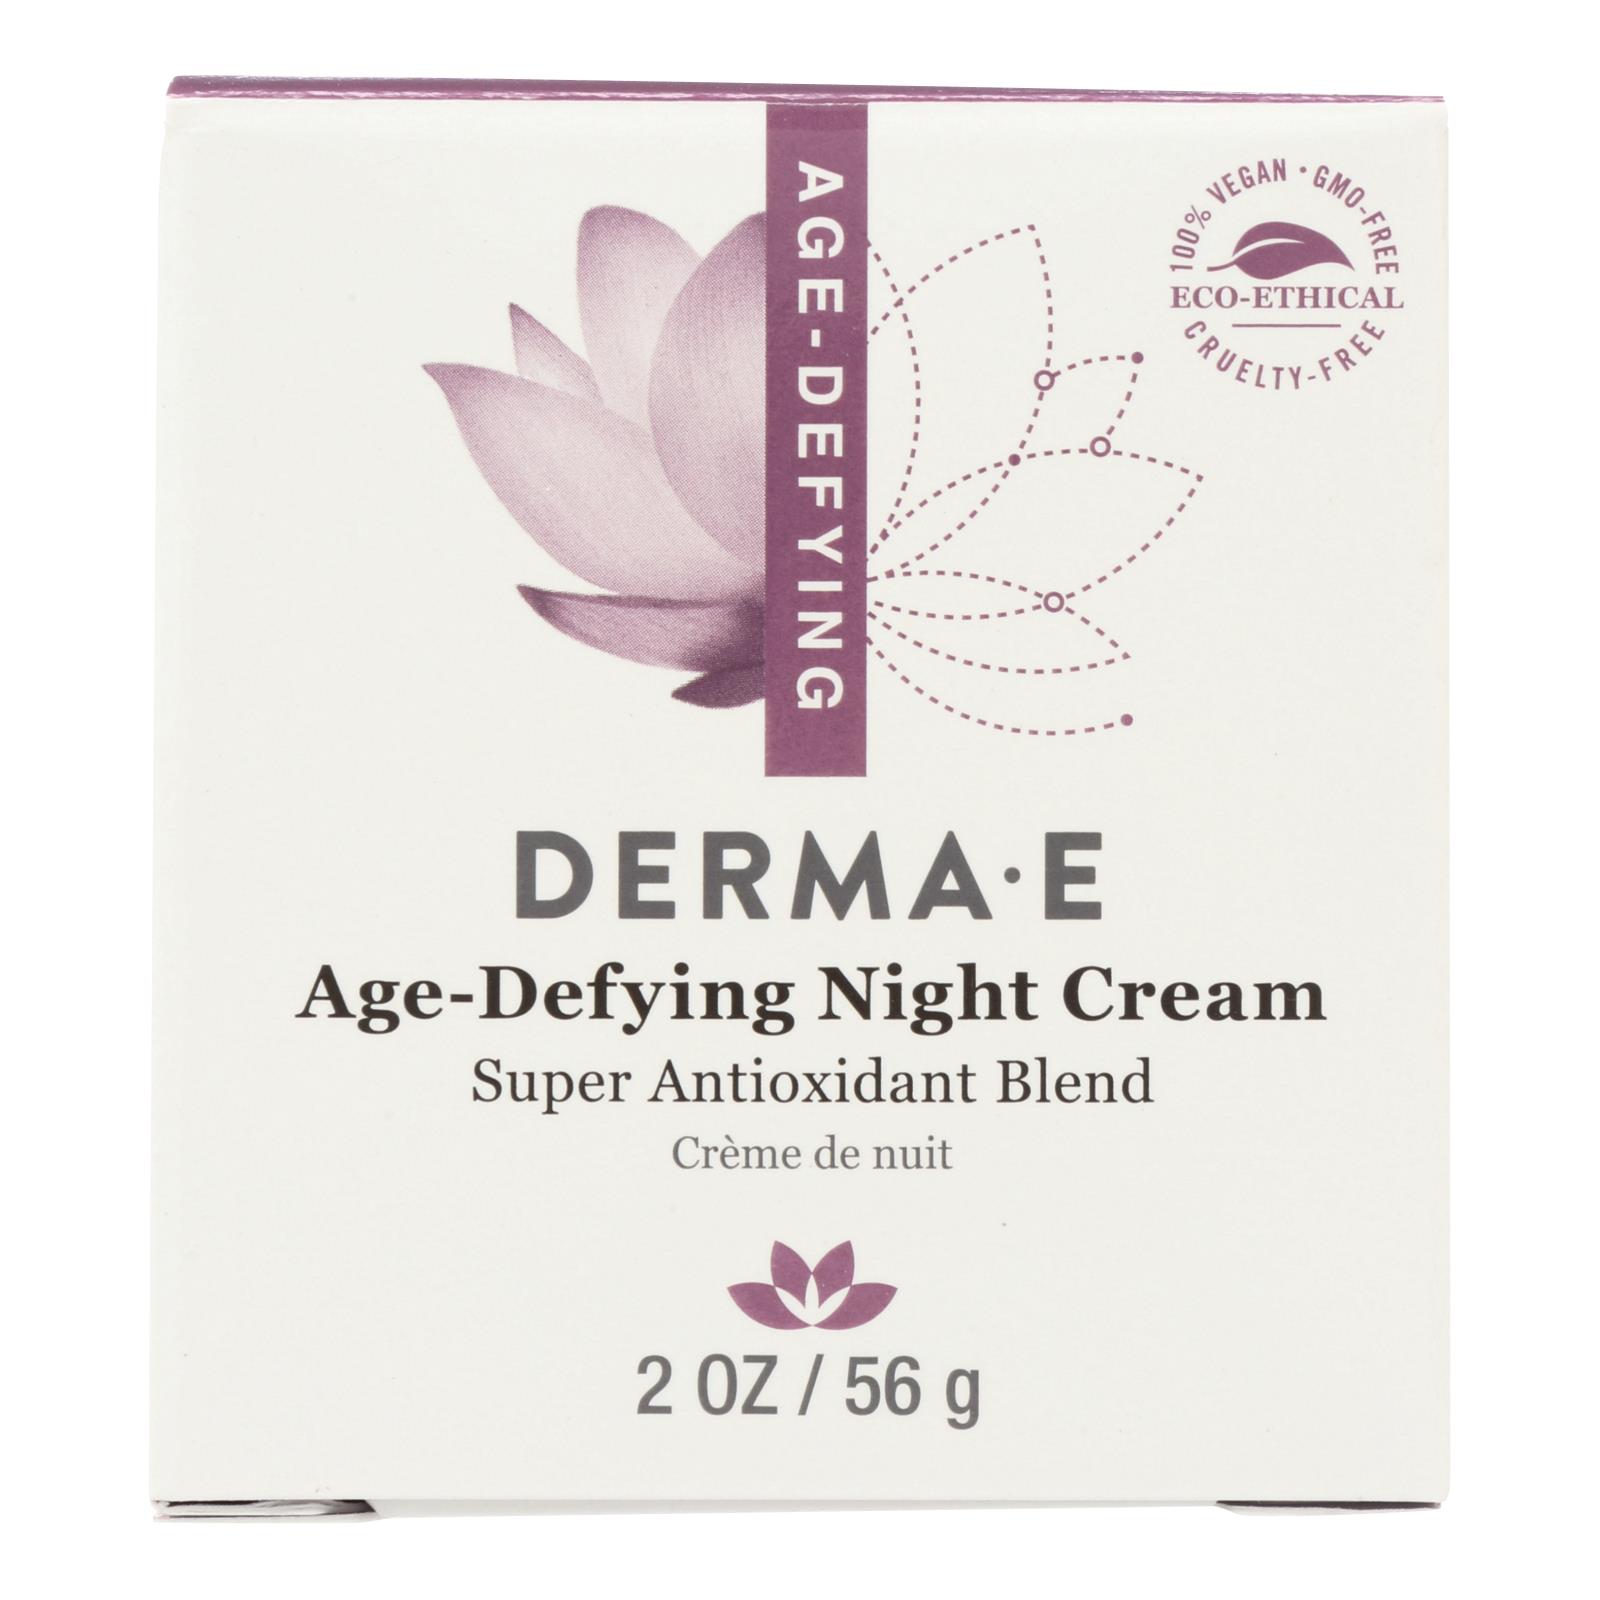 AGE-DEFYING
100% VEGAN • GMO-FREE
ECO-ETHICAL
CRUELTY-FREE
DERMA·E
Age-Defying Night Cream
Super Antioxidant Blend
Crème de nuit
2 OZ / 56 g